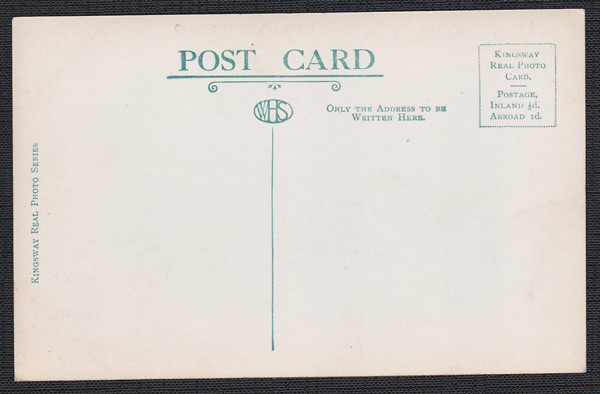 POST CARD
WHS
ONLY THE ADDRESS TO BE
WRITTEN HERE.
KINGSWAY
REAL PHOTO
CARD.
POSTAGE,
INLAND ½d.
ABROAD 1d.
KINGSWAY REAL PHOTO SERIES